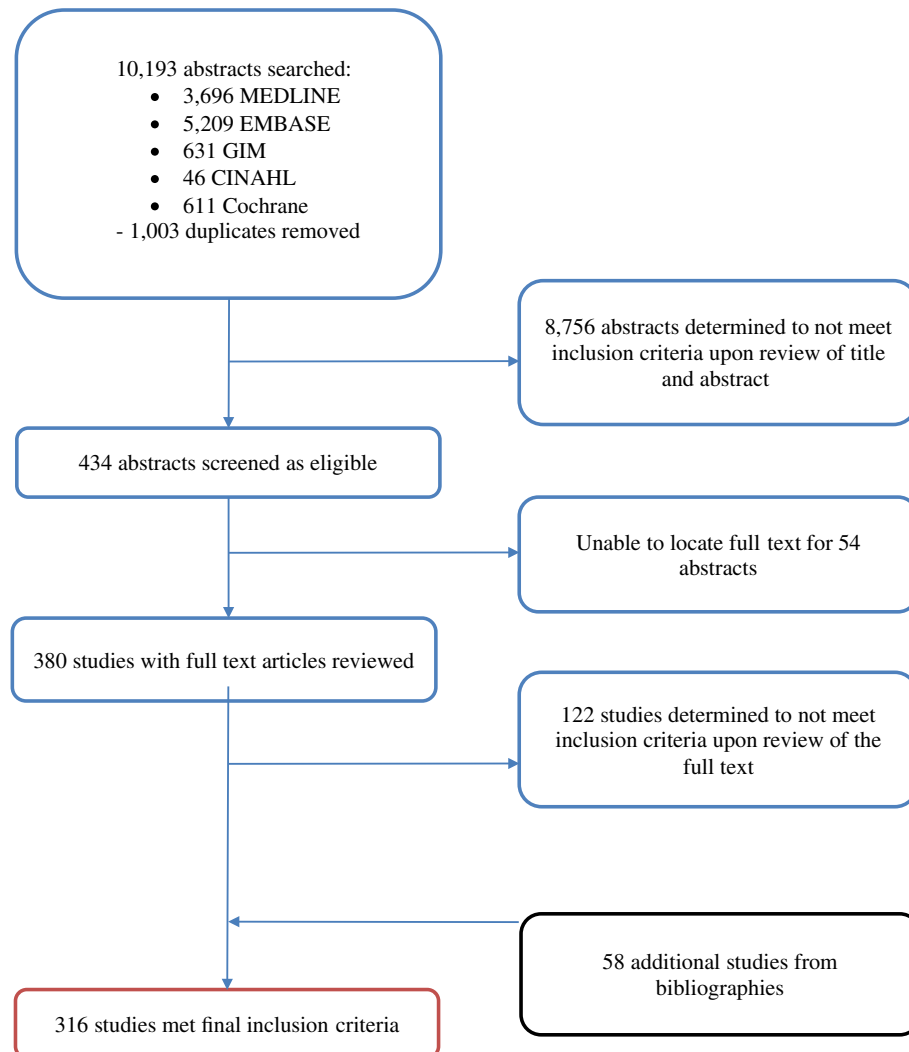 10,193 abstracts searched:
• 3,696 MEDLINE
• 5,209 EMBASE
• 631 GIM
• 46 CINAHL
• 611 Cochrane
- 1,003 duplicates removed
8,756 abstracts determined to not meet
inclusion criteria upon review of title
and abstract
434 abstracts screened as eligible
Unable to locate full text for 54
abstracts
380 studies with full text articles reviewed
122 studies determined to not meet
inclusion criteria upon review of the
full text
58 additional studies from
bibliographies
316 studies met final inclusion criteria